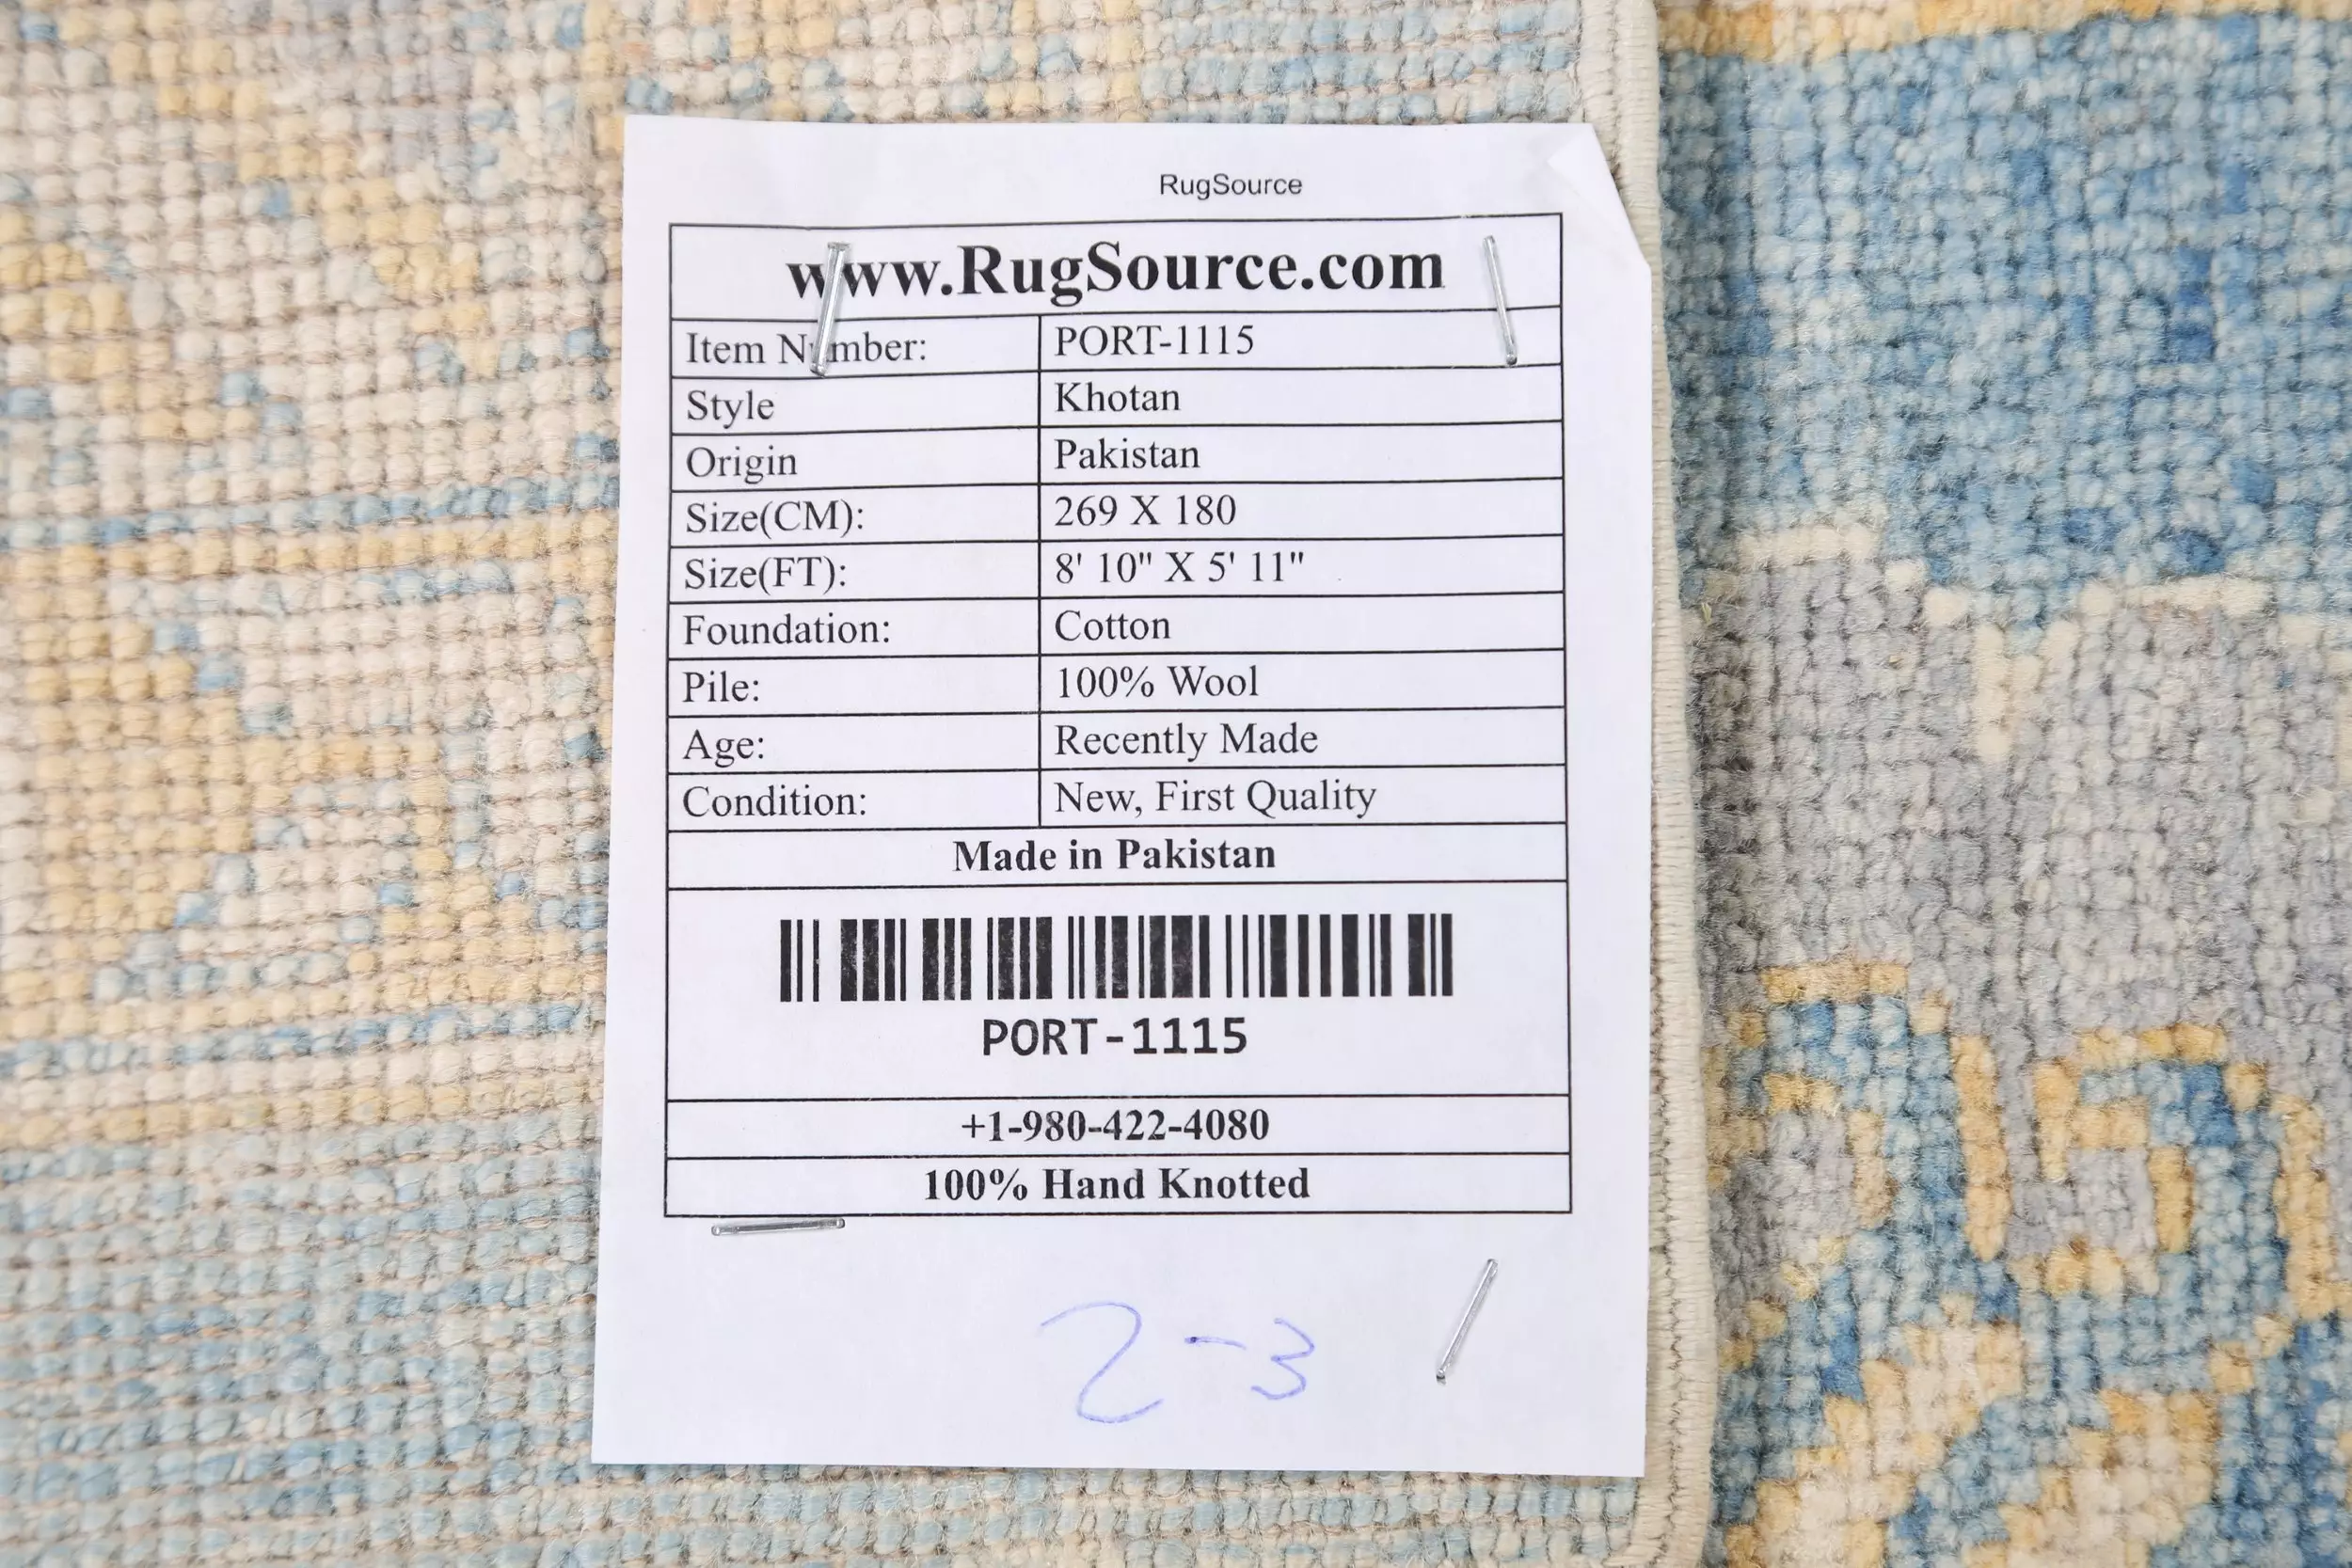 RugSource
www.RugSource.com
Item Number: PORT-1115
Style Khotan
Origin Pakistan
Size(CM): 269 X 180
Size(FT): 8' 10" X 5' 11"
Foundation: Cotton
Pile: 100% Wool
Age: Recently Made
Condition: New, First Quality
Made in Pakistan
PORT-1115
+1-980-422-4080
100% Hand Knotted
2-3